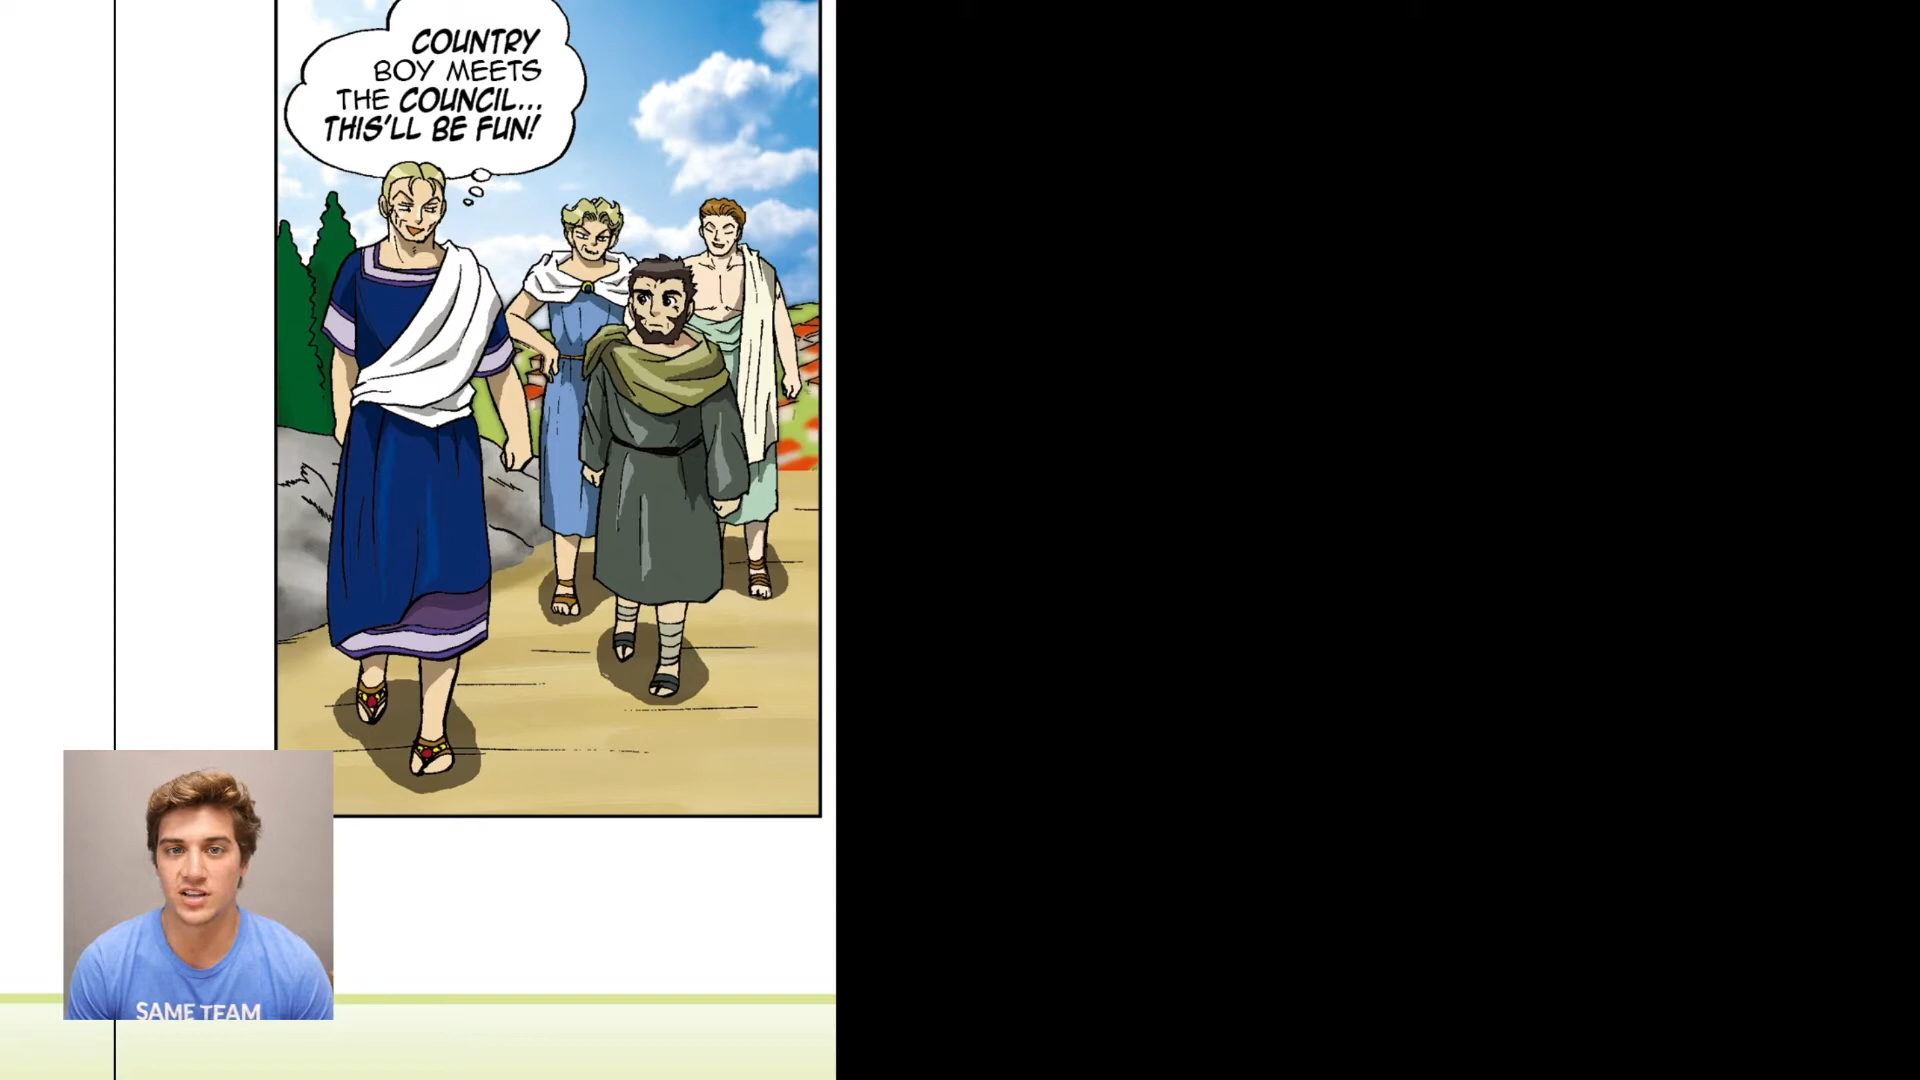 COUNTRY
BOY MEETS
THE COUNCIL...
THIS'LL BE FUN!
SAME TEAM